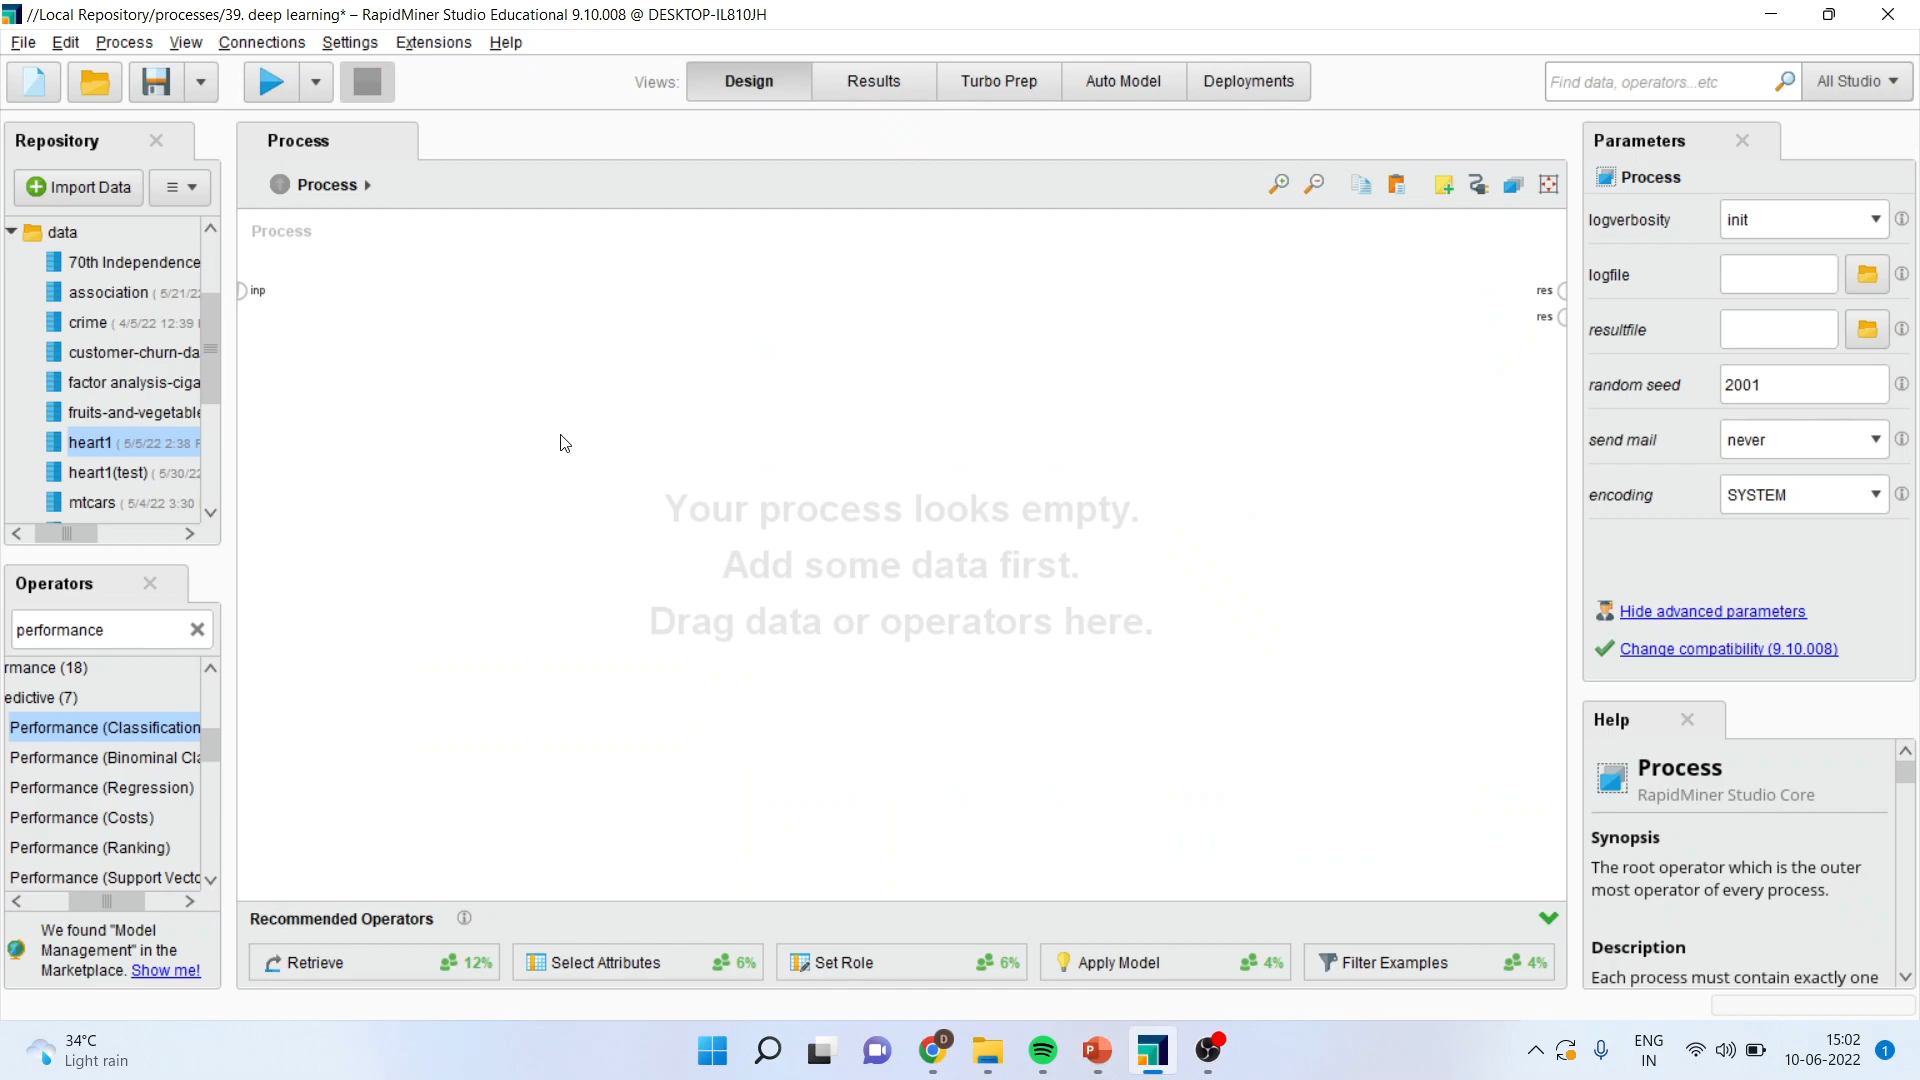 //Local Repository/processes/39. deep learning* – RapidMiner Studio Educational 9.10.008 @ DESKTOP-IL810JH
File Edit Process View Connections Settings Extensions Help
Views: Design Results Turbo Prep Auto Model Deployments
Find data, operators...etc
All Studio
Repository
Import Data
data
70th Independence
association ( 5/21/22
crime ( 4/5/22 12:39
customer-churn-da
factor analysis-ciga
fruits-and-vegetable
heart1 ( 5/5/22 2:38 P
heart1(test) ( 5/30/22
mtcars ( 5/4/22 3:30
Operators
performance
rmance (18)
edictive (7)
Performance (Classification
Performance (Binominal Cla
Performance (Regression)
Performance (Costs)
Performance (Ranking)
Performance (Support Vecto
We found "Model
Management" in the
Marketplace. Show me!
Process
Process
Process
inp
res
res
Your process looks empty.
Add some data first.
Drag data or operators here.
Recommended Operators
Retrieve 12%
Select Attributes 6%
Set Role 6%
Apply Model 4%
Filter Examples 4%
Parameters
Process
logverbosity init
logfile
resultfile
random seed 2001
send mail never
encoding SYSTEM
Hide advanced parameters
Change compatibility (9.10.008)
Help
Process
RapidMiner Studio Core
Synopsis
The root operator which is the outer
most operator of every process.
Description
Each process must contain exactly one
34°C
Light rain
D
P
ENG
IN
15:02
10-06-2022
1